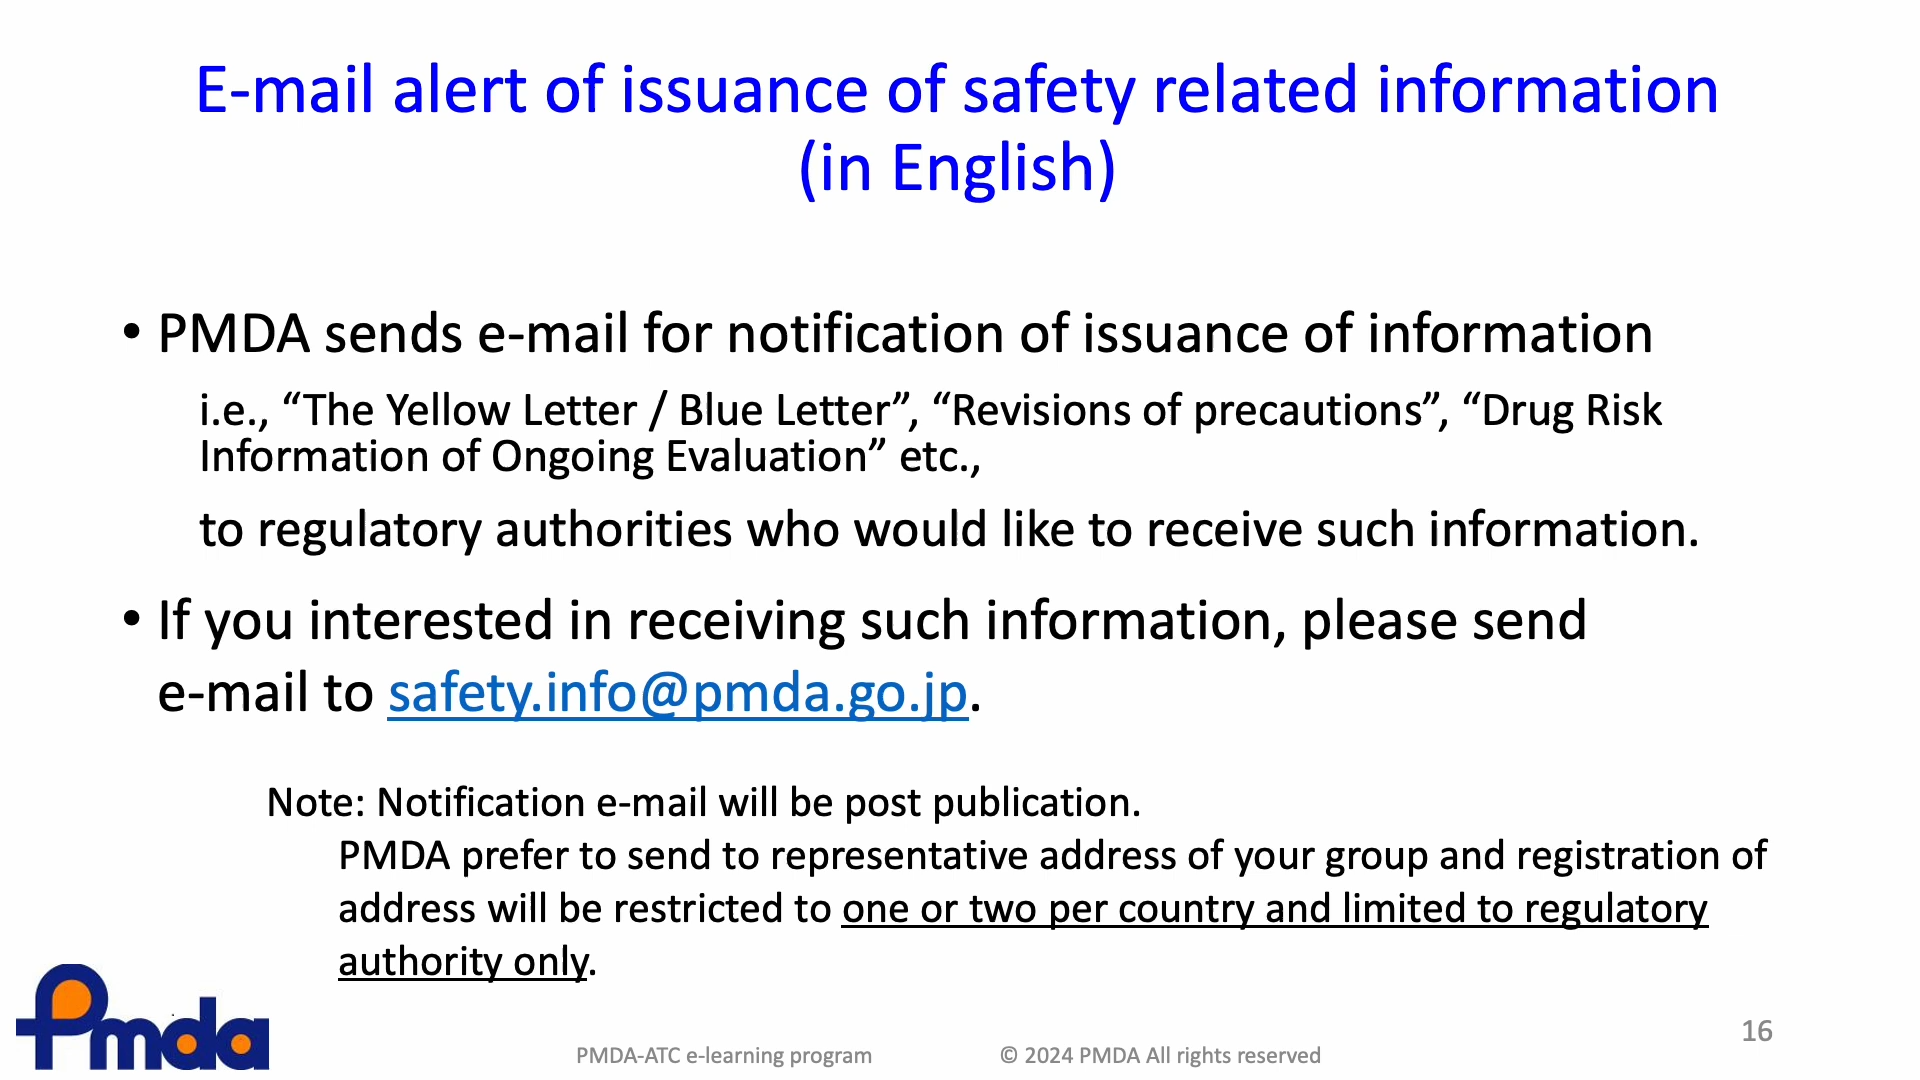 E-mail alert of issuance of safety related information
(in English)
• PMDA sends e-mail for notification of issuance of information
i.e., “The Yellow Letter / Blue Letter”, “Revisions of precautions”, “Drug Risk
Information of Ongoing Evaluation” etc.,
to regulatory authorities who would like to receive such information.
• If you interested in receiving such information, please send
e-mail to safety.info@pmda.go.jp.
Note: Notification e-mail will be post publication.
PMDA prefer to send to representative address of your group and registration of
address will be restricted to one or two per country and limited to regulatory
authority only.
Pmda
PMDA-ATC e-learning program
© 2024 PMDA All rights reserved
16